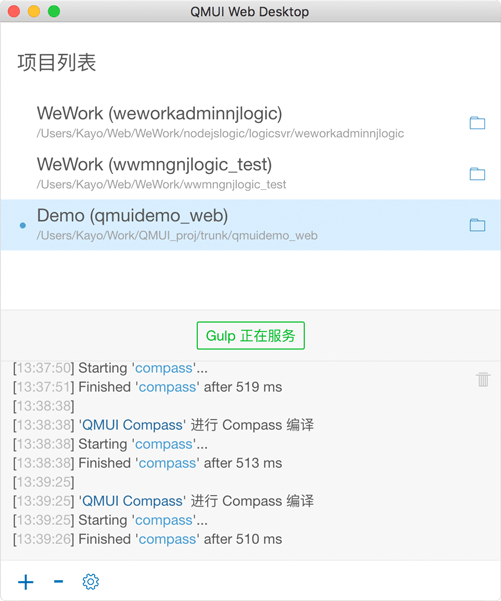 QMUI Web Desktop
项目列表
WeWork (weworkadminnjlogic)
/Users/Kayo/Web/WeWork/nodejslogic/logicsvr/weworkadminnjlogic
WeWork (wwmngnjlogic_test)
/Users/Kayo/Web/WeWork/wwmngnjlogic_test
Demo (qmuidemo_web)
/Users/Kayo/Work/QMUI_proj/trunk/qmuidemo_web
Gulp 正在服务
[13:37:50] Starting 'compass'...
[13:37:51] Finished 'compass' after 519 ms
[13:38:38]
[13:38:38] 'QMUI Compass' 进行 Compass 编译
[13:38:38] Starting 'compass'...
[13:38:38] Finished 'compass' after 513 ms
[13:39:25]
[13:39:25] 'QMUI Compass' 进行 Compass 编译
[13:39:25] Starting 'compass'...
[13:39:26] Finished 'compass' after 510 ms